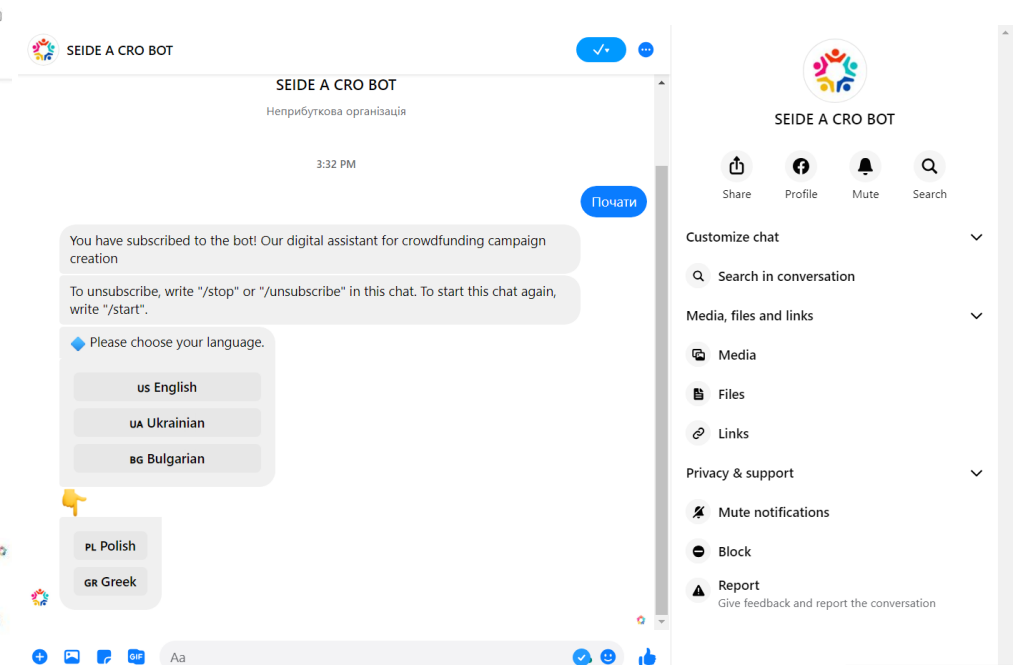 SEIDE A CRO BOT
SEIDE A CRO BOT
Неприбуткова організація
3:32 PM
Почати
You have subscribed to the bot! Our digital assistant for crowdfunding campaign
creation
To unsubscribe, write "/stop" or "/unsubscribe" in this chat. To start this chat again,
write "/start".
Please choose your language.
US English
UA Ukrainian
BG Bulgarian
PL Polish
GR Greek
GIF
Aa
SEIDE A CRO BOT
Share
Profile
Mute
Search
Customize chat
Search in conversation
Media, files and links
Media
Files
Links
Privacy & support
Mute notifications
Block
Report
Give feedback and report the conversation